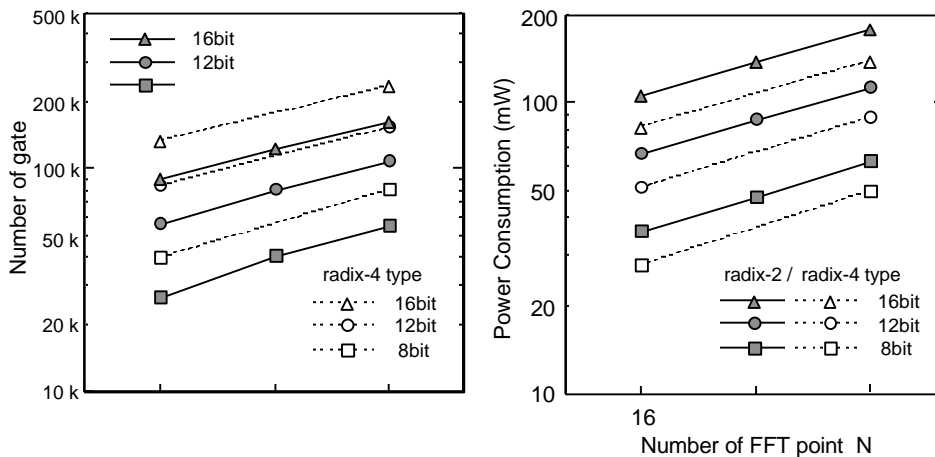 500 k
200 k
100 k
50 k
20 k
10 k
Number of gate
16bit
12bit
radix-4 type
16bit
12bit
8bit
200
100
50
20
10
Power Consumption (mW)
radix-2 / radix-4 type
16bit
12bit
8bit
16
Number of FFT point N